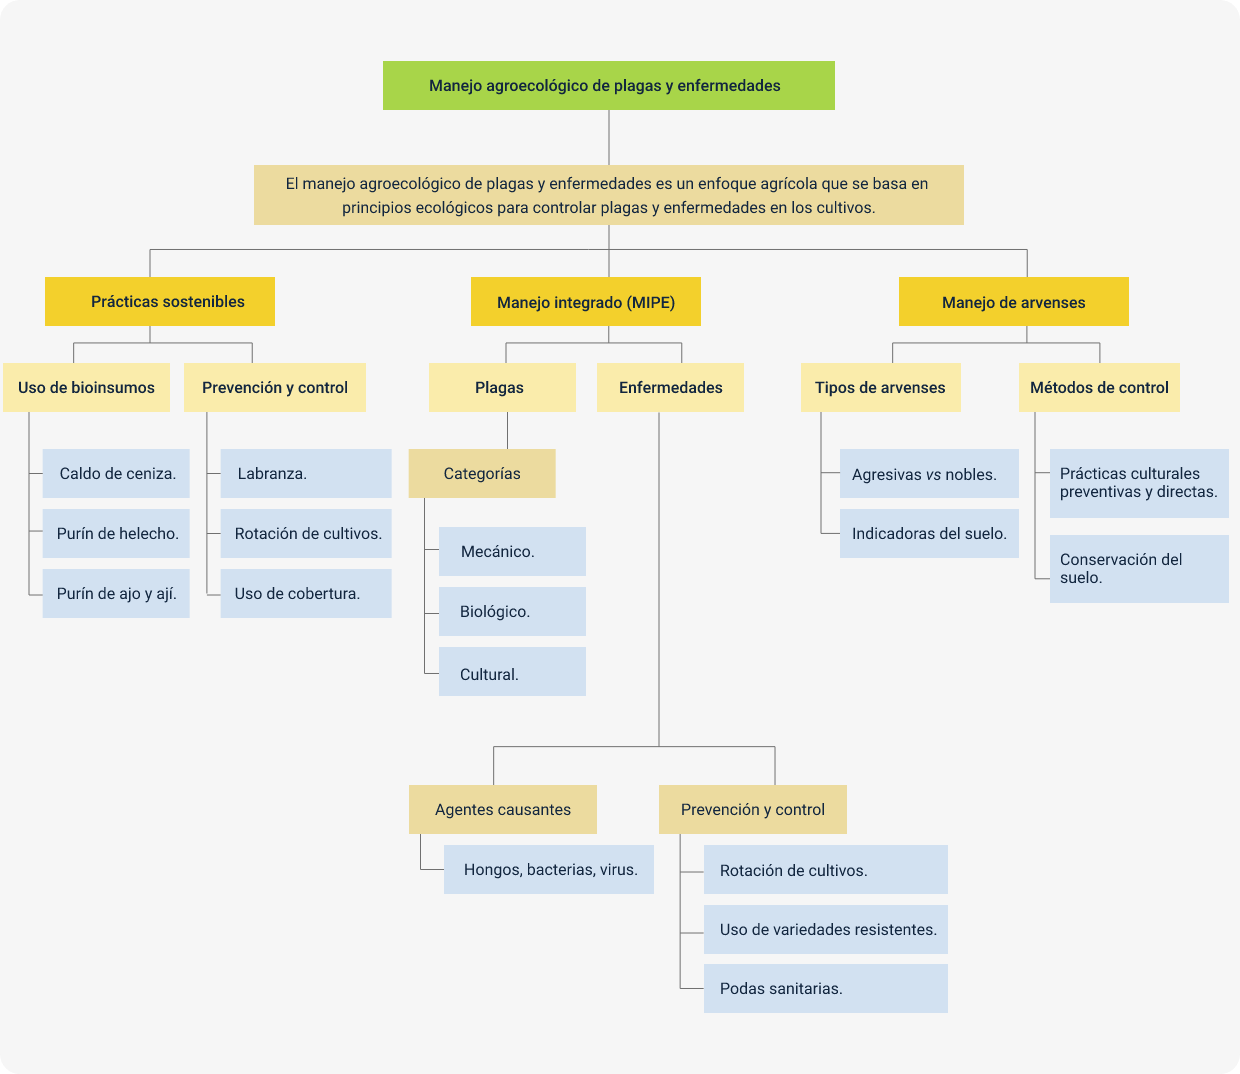 Manejo agroecológico de plagas y enfermedades
El manejo agroecológico de plagas y enfermedades es un enfoque agrícola que se basa en
principios ecológicos para controlar plagas y enfermedades en los cultivos.
Prácticas sostenibles
Manejo integrado (MIPE)
Manejo de arvenses
Uso de bioinsumos
Prevención y control
Plagas
Enfermedades
Tipos de arvenses
Métodos de control
Caldo de ceniza.
Purín de helecho.
Purín de ajo y ají.
Labranza.
Rotación de cultivos.
Uso de cobertura.
Categorías
Mecánico.
Biológico.
Cultural.
Agresivas vs nobles.
Indicadoras del suelo.
Prácticas culturales
preventivas y directas.
Conservación del
suelo.
Agentes causantes
Hongos, bacterias, virus.
Prevención y control
Rotación de cultivos.
Uso de variedades resistentes.
Podas sanitarias.